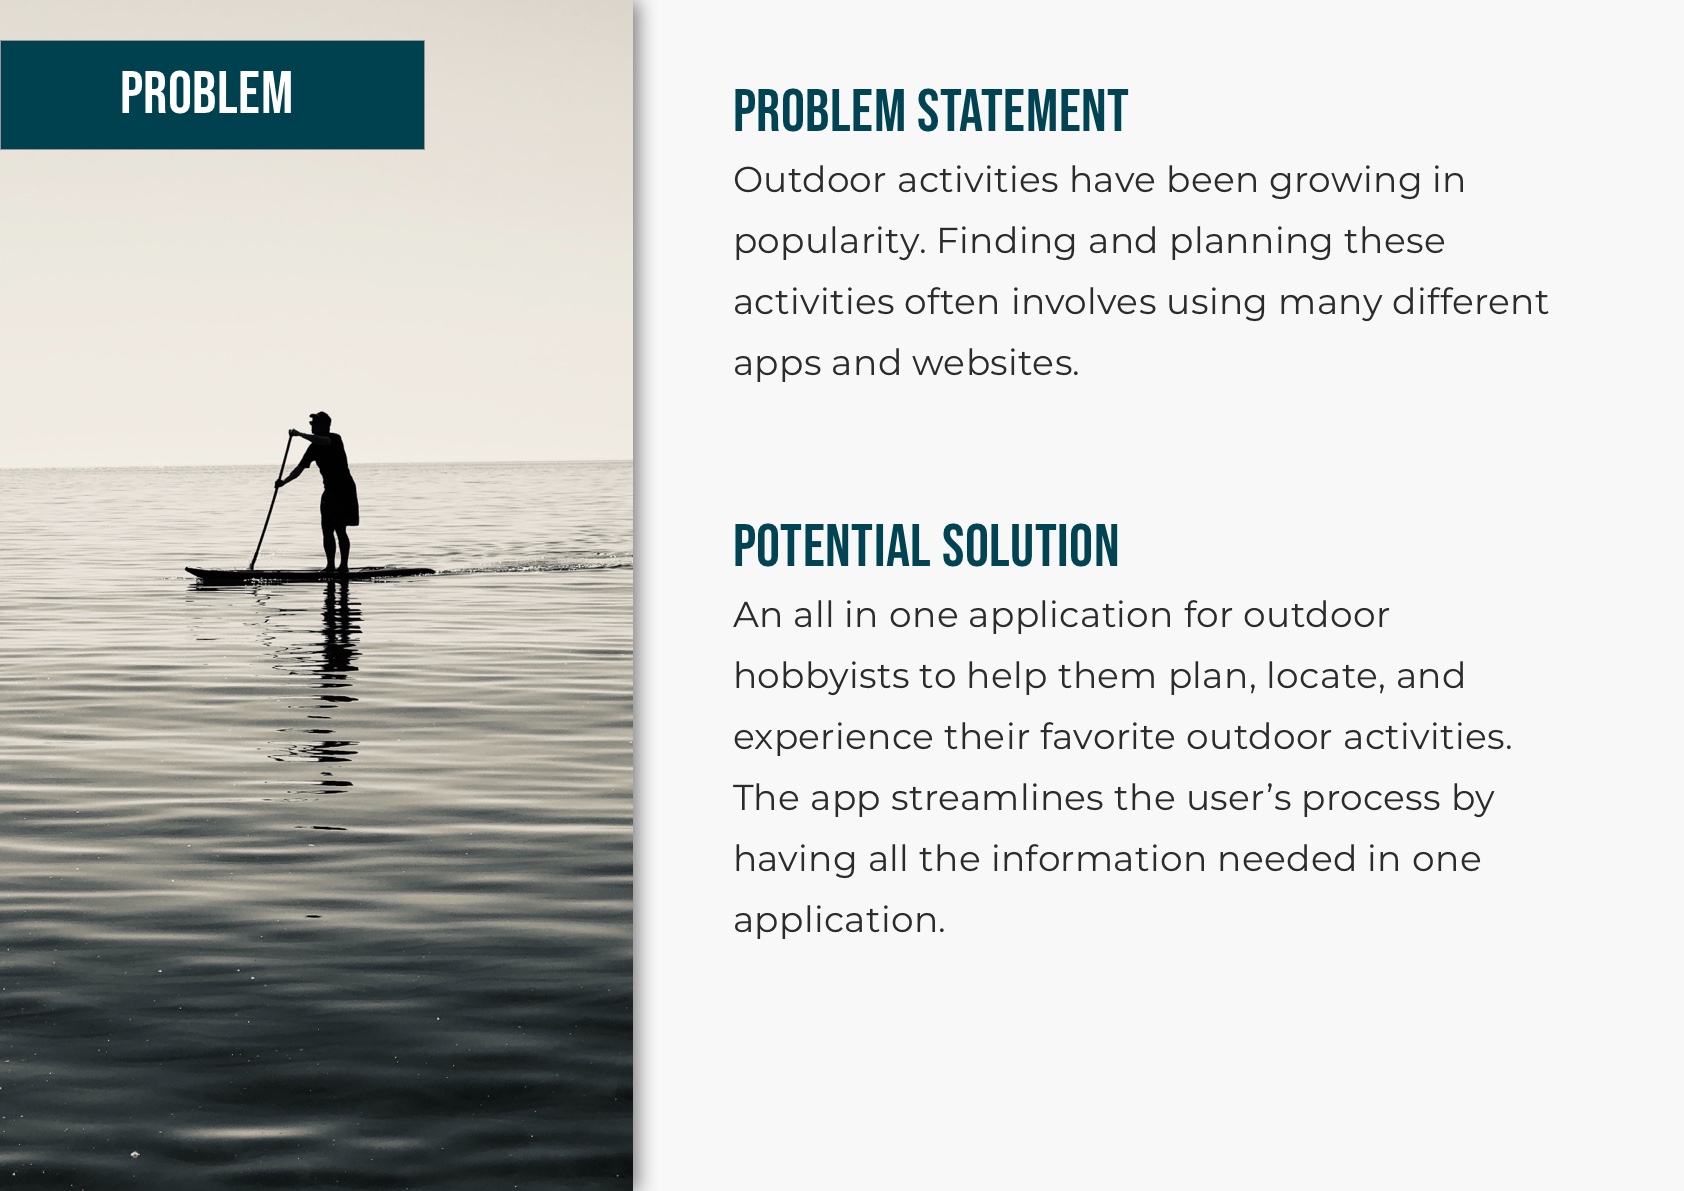 PROBLEM
PROBLEM STATEMENT
Outdoor activities have been growing in
popularity. Finding and planning these
activities often involves using many different
apps and websites.
POTENTIAL SOLUTION
An all in one application for outdoor
hobbyists to help them plan, locate, and
experience their favorite outdoor activities.
The app streamlines the user’s process by
having all the information needed in one
application.